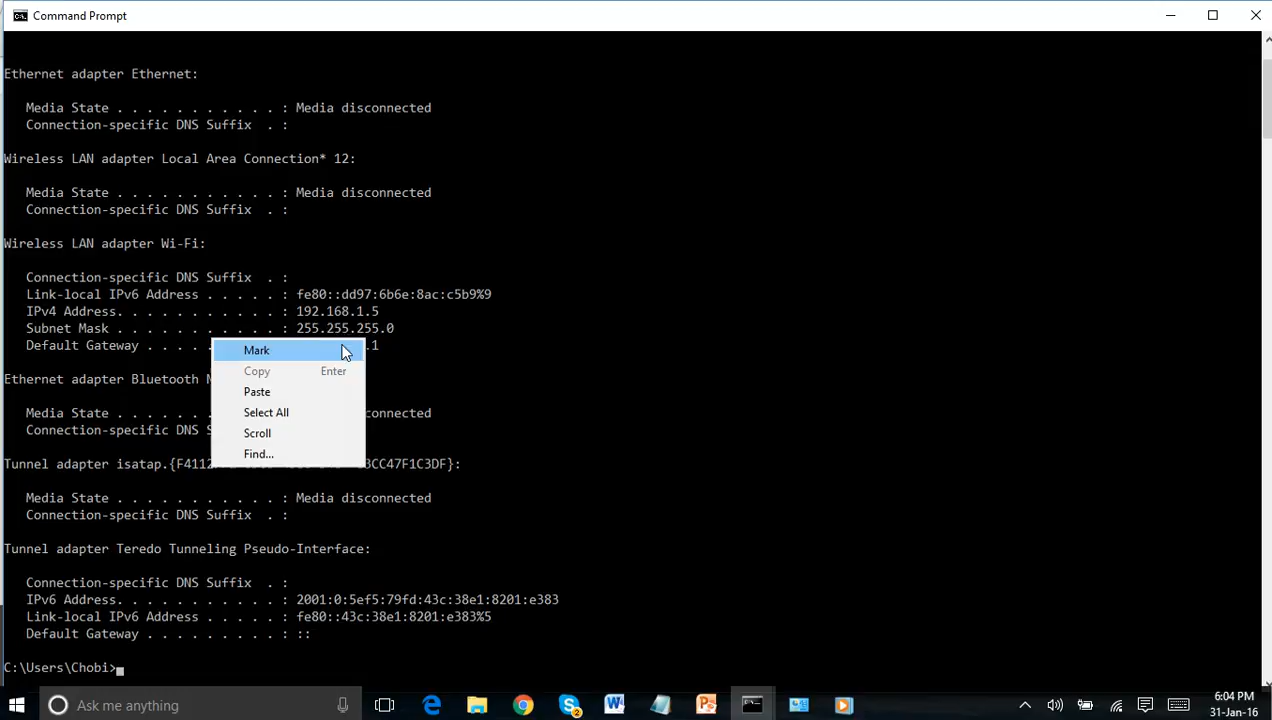 Command Prompt
Ethernet adapter Ethernet:
Media State . . . . . . . . . . . : Media disconnected
Connection-specific DNS Suffix  . :
Wireless LAN adapter Local Area Connection* 12:
Media State . . . . . . . . . . . : Media disconnected
Connection-specific DNS Suffix  . :
Wireless LAN adapter Wi-Fi:
Connection-specific DNS Suffix  . :
Link-local IPv6 Address . . . . . : fe80::dd97:6b6e:8ac:c5b9%9
IPv4 Address. . . . . . . . . . . : 192.168.1.5
Subnet Mask . . . . . . . . . . . : 255.255.255.0
Default Gateway . . . . .1
Mark
Copy Enter
Paste
Select All
Scroll
Find...
Ethernet adapter Bluetooth
Media State . . . . . . connected
Connection-specific DNS
Tunnel adapter isatap. CC47F1C3DF}:
Media State . . . . . . . . . . . : Media disconnected
Connection-specific DNS Suffix  . :
Tunnel adapter Teredo Tunneling Pseudo-Interface:
Connection-specific DNS Suffix  . :
IPv6 Address. . . . . . . . . . . : 2001:0:5ef5:79fd:43c:38e1:8201:e383
Link-local IPv6 Address . . . . . : fe80::43c:38e1:8201:e383%5
Default Gateway . . . . . . . . . : ::
C:\Users\Chobi>
Ask me anything
2
6:04 PM
31-Jan-16